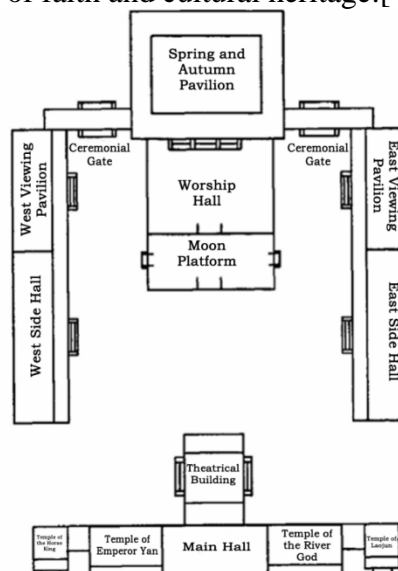 of faith and cultural heritage.[
Spring and
Autumn
Pavilion
Ceremonial
Gate
Ceremonial
Gate
West Viewing
Pavilion
East Viewing
Pavilion
Worship
Hall
Moon
Platform
West Side Hall
East Side Hall
Theatrical
Building
Temple of
the Horse
King
Temple of
Emperor Yan
Main Hall
Temple of
the River
God
Temple of
Laojun